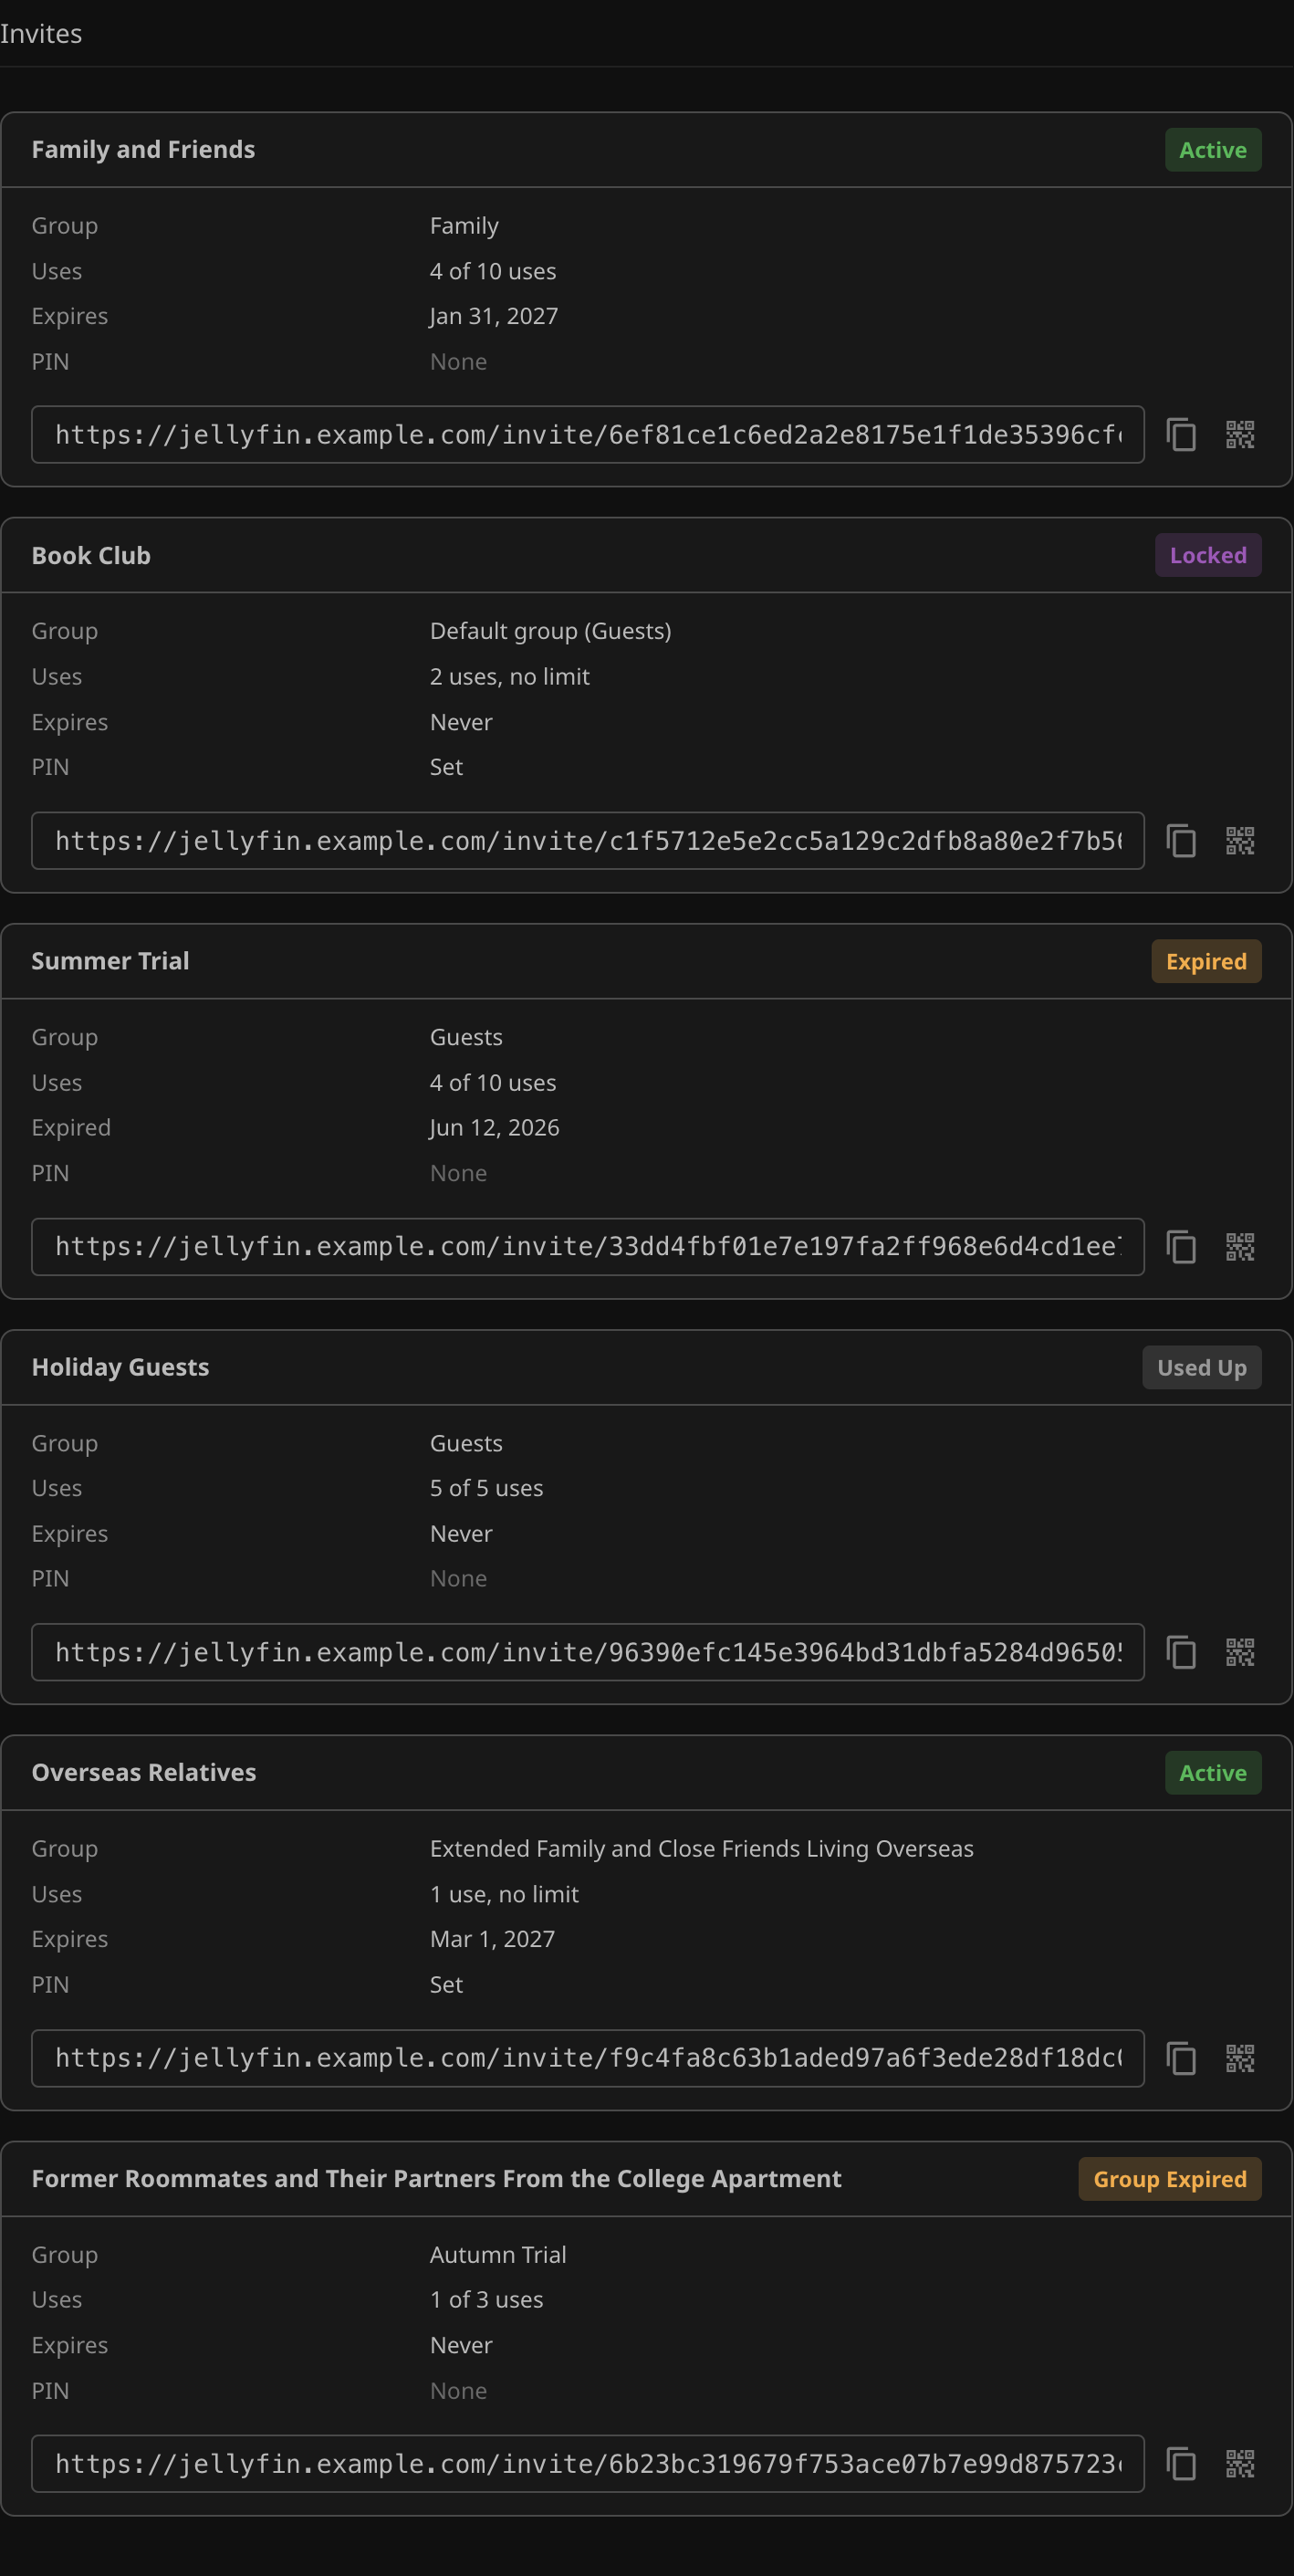 Invites
Family and Friends
Active
Group
Family
Uses
4 of 10 uses
Expires
Jan 31, 2027
PIN
None
https://jellyfin.example.com/invite/6ef81ce1c6ed2a2e8175e1f1de35396cf
Book Club
Locked
Group
Default group (Guests)
Uses
2 uses, no limit
Expires
Never
PIN
Set
https://jellyfin.example.com/invite/c1f5712e5e2cc5a129c2dfb8a80e2f7b5
Summer Trial
Expired
Group
Guests
Uses
4 of 10 uses
Expired
Jun 12, 2026
PIN
None
https://jellyfin.example.com/invite/33dd4fbf01e7e197fa2ff968e6d4cd1ee
Holiday Guests
Used Up
Group
Guests
Uses
5 of 5 uses
Expires
Never
PIN
None
https://jellyfin.example.com/invite/96390efc145e3964bd31dbfa5284d9650
Overseas Relatives
Active
Group
Extended Family and Close Friends Living Overseas
Uses
1 use, no limit
Expires
Mar 1, 2027
PIN
Set
https://jellyfin.example.com/invite/f9c4fa8c63b1aded97a6f3ede28df18dc
Former Roommates and Their Partners From the College Apartment
Group Expired
Group
Autumn Trial
Uses
1 of 3 uses
Expires
Never
PIN
None
https://jellyfin.example.com/invite/6b23bc319679f753ace07b7e99d875723